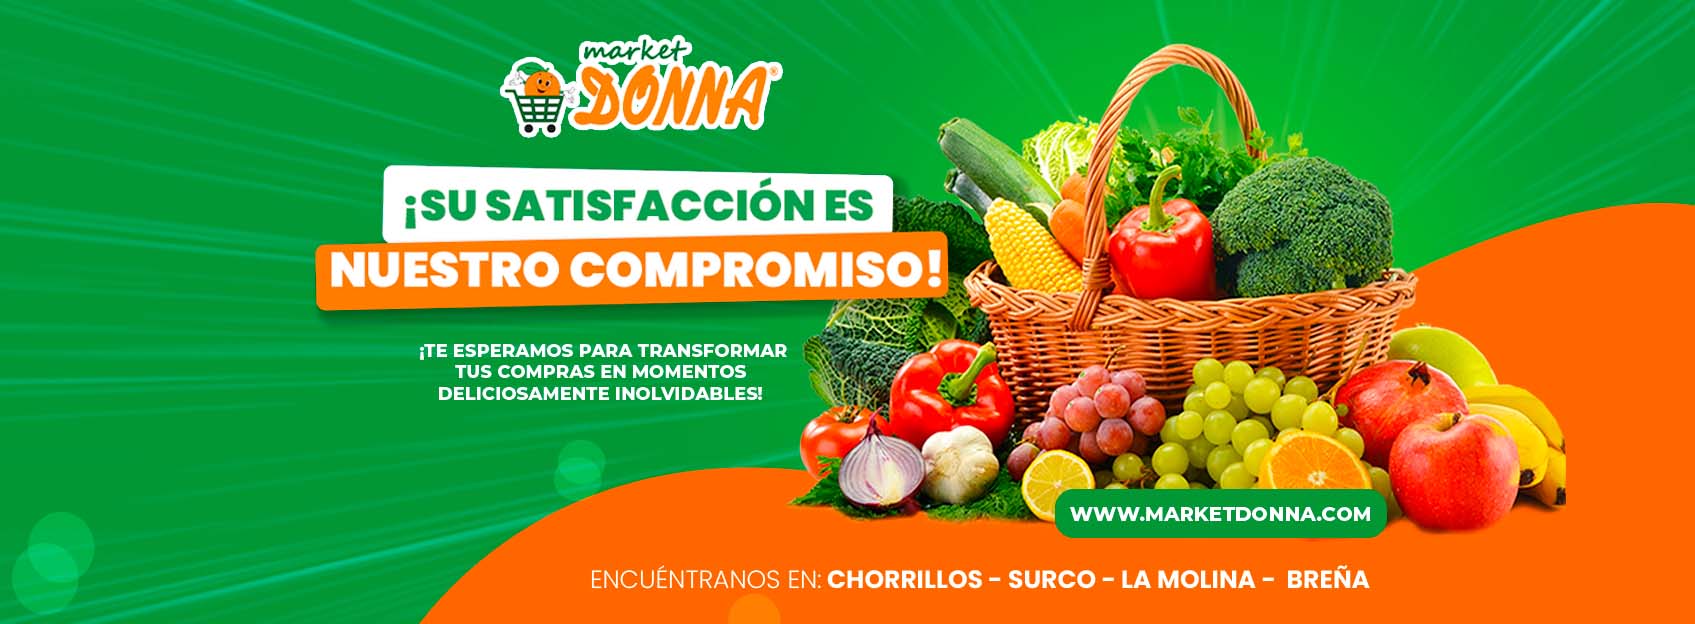 market
DONNA®
¡SU SATISFACCIÓN ES
NUESTRO COMPROMISO!
¡TE ESPERAMOS PARA TRANSFORMAR
TUS COMPRAS EN MOMENTOS
DELICIOSAMENTE INOLVIDABLES!
WWW.MARKETDONNA.COM
ENCUÉNTRANOS EN: CHORRILLOS - SURCO - LA MOLINA - BREÑA